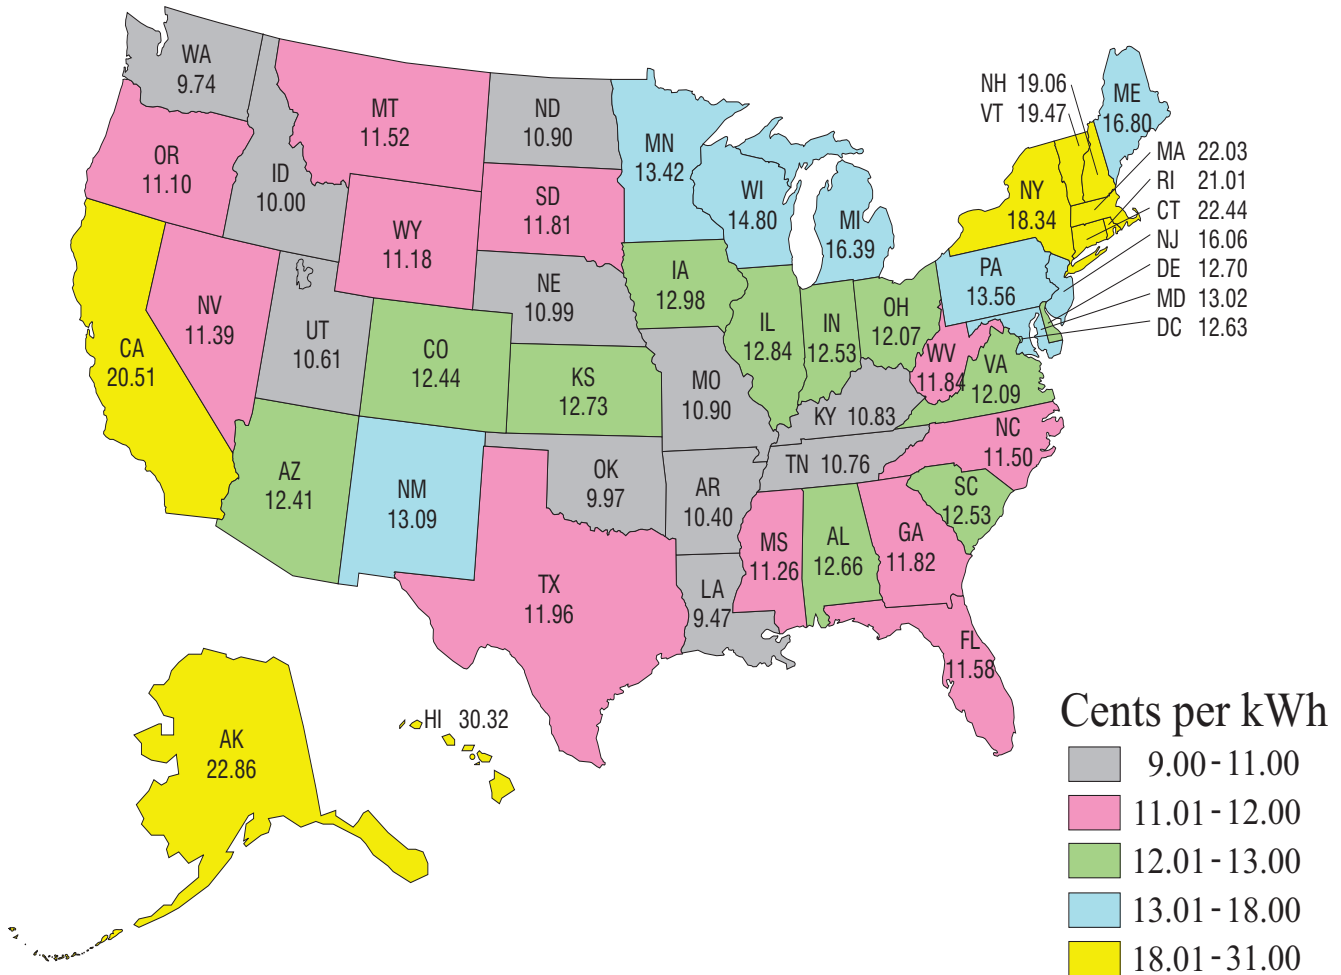 WA
9.74
MT
11.52
ND
10.90
MN
13.42
NH 19.06
VT 19.47
ME
16.80
OR
11.10
ID
10.00
WY
11.18
SD
11.81
WI
14.80
MI
16.39
NY
18.34
MA 22.03
RI 21.01
CT 22.44
NJ 16.06
DE 12.70
MD 13.02
DC 12.63
CA
20.51
NV
11.39
UT
10.61
CO
12.44
NE
10.99
KS
12.73
IA
12.98
MO
10.90
IL
12.84
IN
12.53
OH
12.07
PA
13.56
WV
11.84
VA
12.09
KY 10.83
TN 10.76
NC
11.50
SC
12.53
AZ
12.41
NM
13.09
OK
9.97
AR
10.40
TX
11.96
LA
9.47
MS
11.26
AL
12.66
GA
11.82
FL
11.58
AK
22.86
HI 30.32
Cents per kWh
9.00-11.00
11.01-12.00
12.01-13.00
13.01-18.00
18.01-31.00